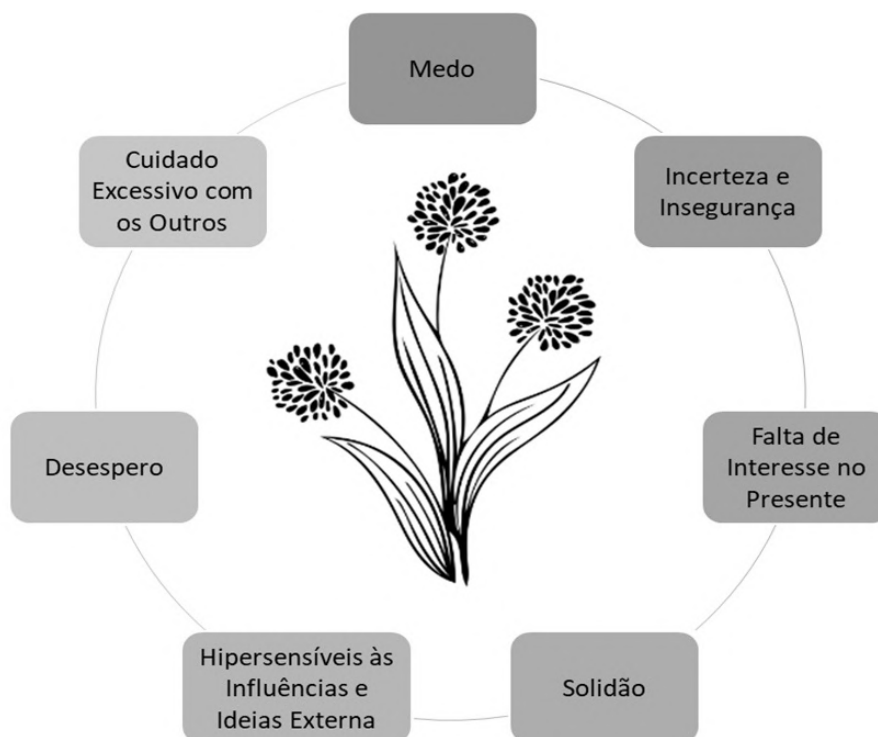 Medo
Incerteza e
Insegurança
Falta de
Interesse no
Presente
Solidão
Hipersensíveis às
Influências e
Ideias Externa
Desespero
Cuidado
Excessivo com
os Outros